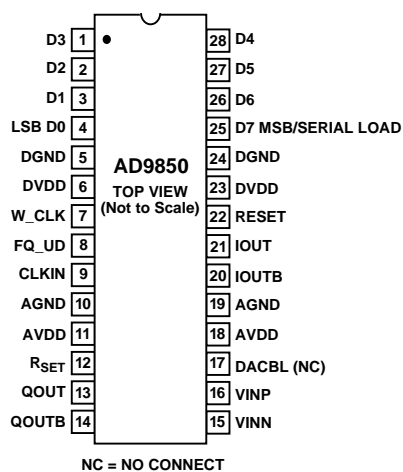 D3 1 28 D4
D2 2 27 D5
D1 3 26 D6
LSB D0 4 25 D7 MSB/SERIAL LOAD
DGND 5 AD9850 24 DGND
DVDD 6 TOP VIEW 23 DVDD
W_CLK 7 (Not to Scale) 22 RESET
FQ_UD 8 21 IOUT
CLKIN 9 20 IOUTB
AGND 10 19 AGND
AVDD 11 18 AVDD
RSET 12 17 DACBL (NC)
QOUT 13 16 VINP
QOUTB 14 15 VINN
NC = NO CONNECT